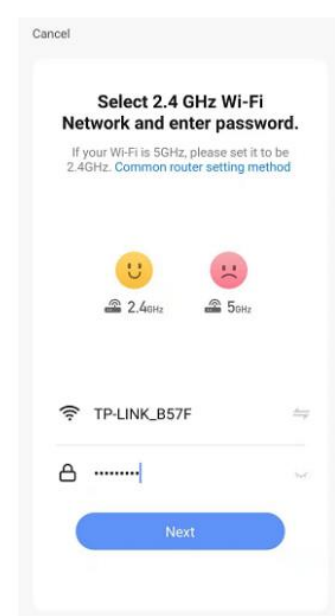 Cancel
Select 2.4 GHz Wi-Fi
Network and enter password.
If your Wi-Fi is 5GHz, please set it to be
2.4GHz. Common router setting method
2.4GHz 5GHz
TP-LINK_B57F
•••••••••
Next